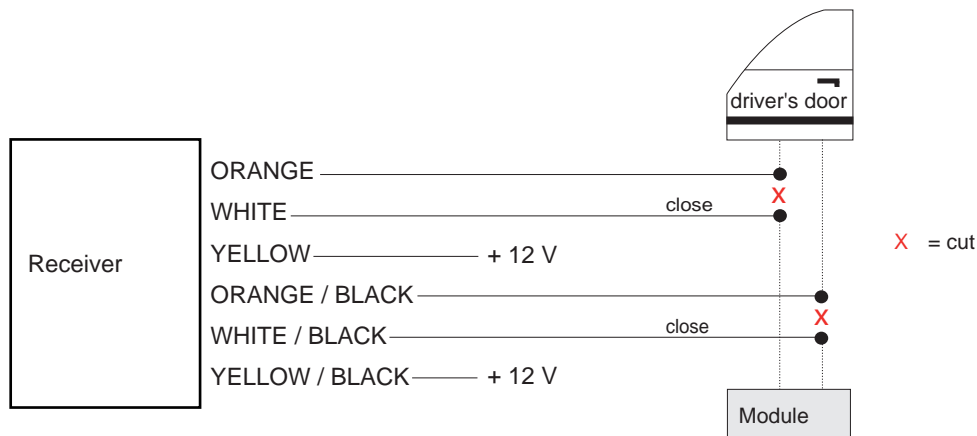 driver's door
ORANGE
X
WHITE close
X = cut
YELLOW + 12 V
Receiver
ORANGE / BLACK
X
WHITE / BLACK close
YELLOW / BLACK + 12 V
Module